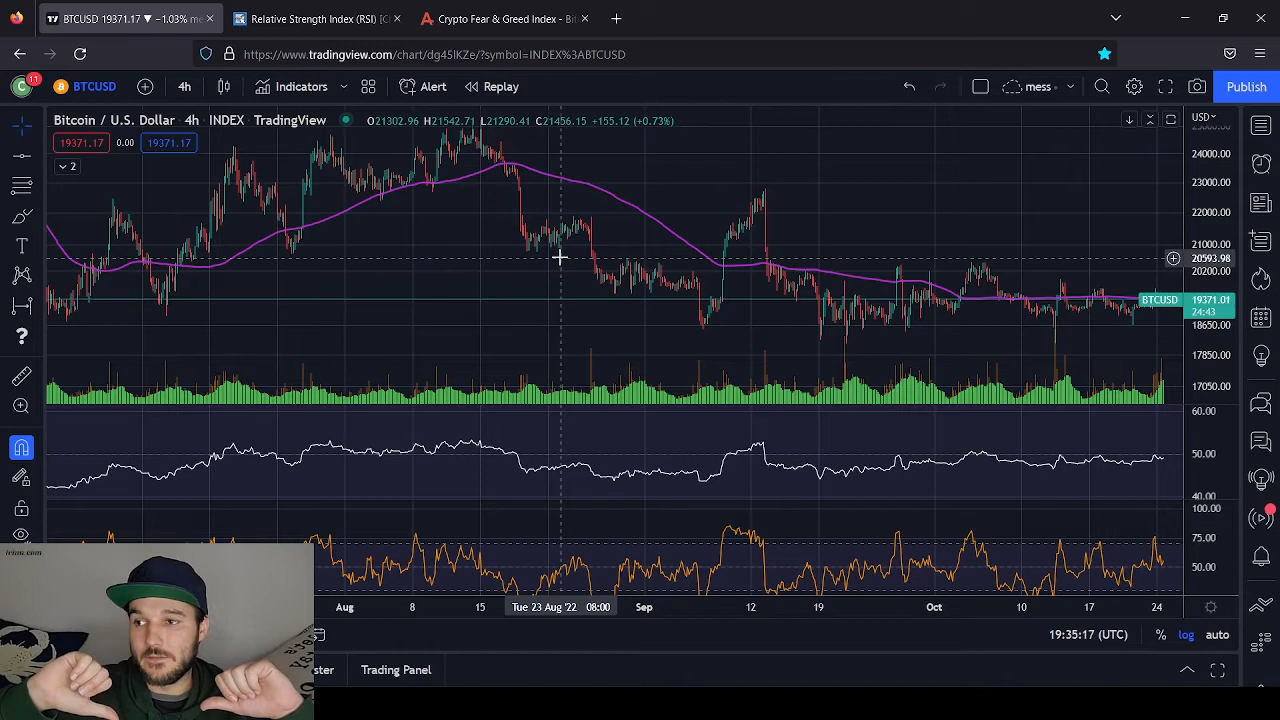 BTCUSD 19371.17 ▼ −1.03% me
Relative Strength Index (RSI) [C
Crypto Fear & Greed Index - Bit
https://www.tradingview.com/chart/dg45lKZe/?symbol=INDEX%3ABTCUSD
C 11 BTCUSD 4h Indicators Alert Replay mess Publish
Bitcoin / U.S. Dollar 4h INDEX TradingView O21302.96 H21542.71 L21290.41 C21456.15 +155.12 (+0.73%)
USD
19371.17 0.00 19371.17
2
25000.00
24000.00
23000.00
22000.00
21000.00
20593.98
20200.00
BTCUSD 19371.01
24:43
18650.00
17850.00
17050.00
60.00
50.00
40.00
100.00
75.00
50.00
Aug 8 15 Tue 23 Aug '22 08:00 Sep 12 19 Oct 10 17 24
19:35:17 (UTC) % log auto
ster Trading Panel